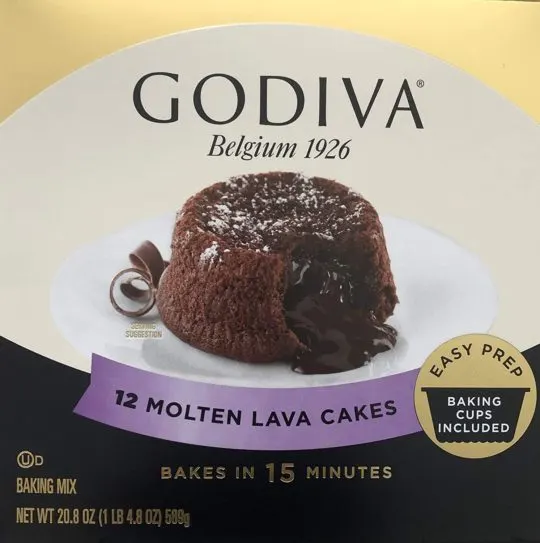 GODIVA®
Belgium 1926
SERVING
SUGGESTION
12 MOLTEN LAVA CAKES
EASY PREP
BAKING
CUPS
INCLUDED
BAKES IN 15 MINUTES
UD
BAKING MIX
NET WT 20.8 OZ (1 LB 4.8 OZ) 589g